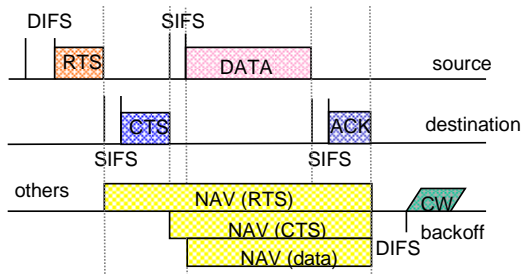 DIFS
SIFS
RTS
DATA
source
CTS
ACK
destination
SIFS
SIFS
others
NAV (RTS)
CW
NAV (CTS)
backoff
DIFS
NAV (data)